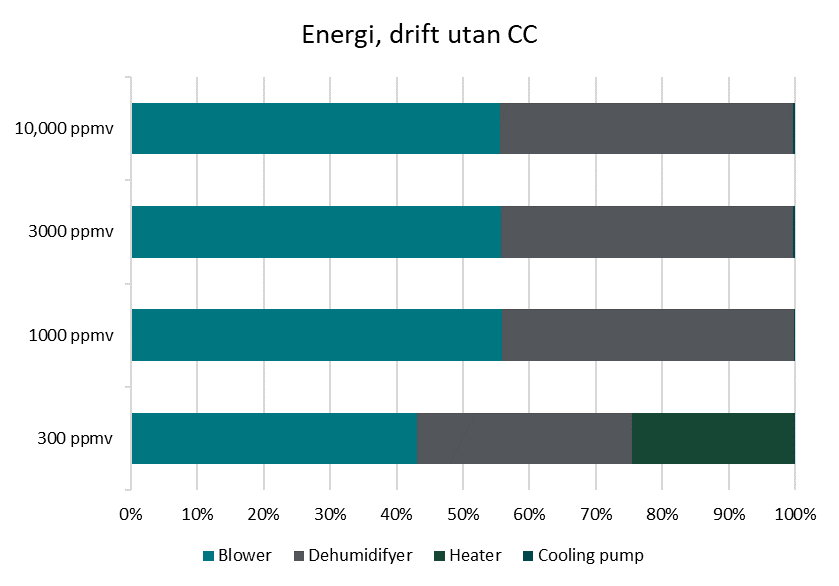 Energi, drift utan CC
10,000 ppmv
3000 ppmv
1000 ppmv
300 ppmv
0% 10% 20% 30% 40% 50% 60% 70% 80% 90% 100%
Blower Dehumidifyer Heater Cooling pump